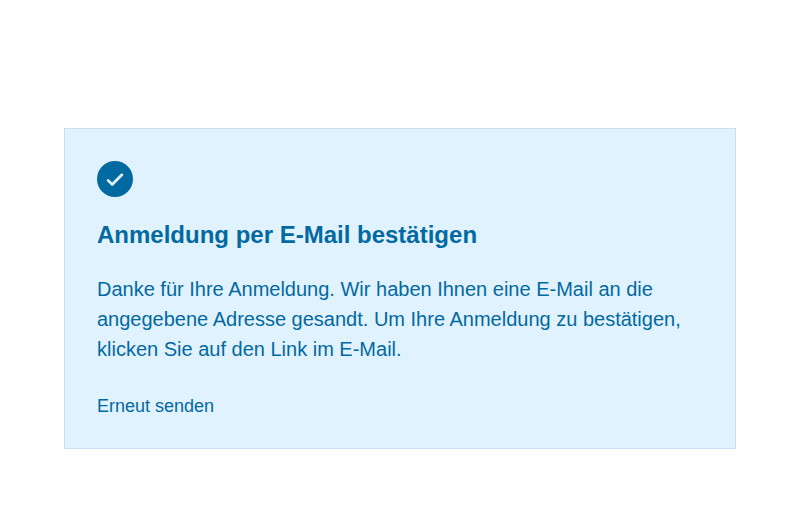 Anmeldung per E-Mail bestätigen
Danke für Ihre Anmeldung. Wir haben Ihnen eine E-Mail an die
angegebene Adresse gesandt. Um Ihre Anmeldung zu bestätigen,
klicken Sie auf den Link im E-Mail.
Erneut senden